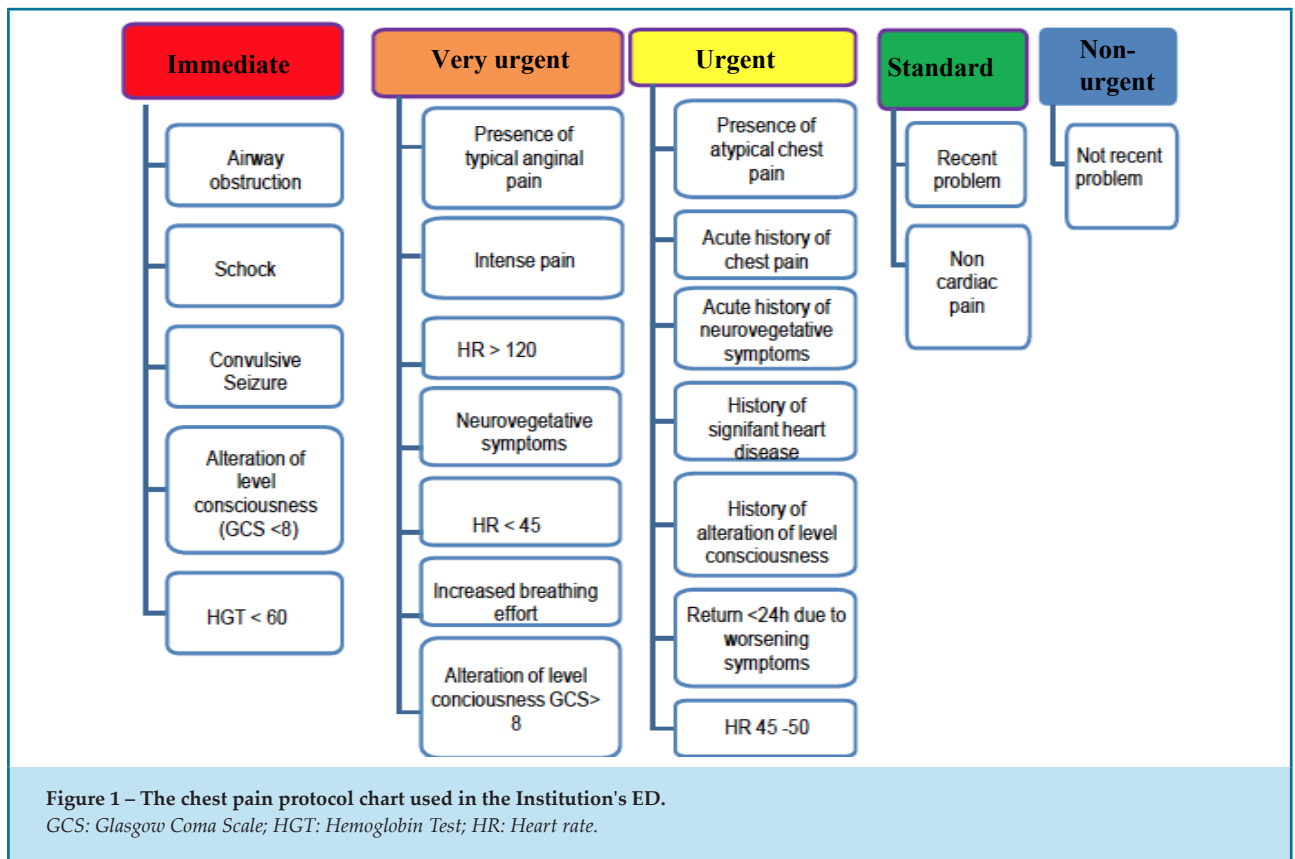 Immediate
Airway
obstruction
Schock
Convulsive
Seizure
Alteration of
level
consciousness
(GCS <8)
HGT < 60
Very urgent
Presence of
typical anginal
pain
Intense pain
HR > 120
Neurovegetative
symptoms
HR < 45
Increased breathing
effort
Alteration of level
conciousness GCS>
8
Urgent
Presence of
atypical chest
pain
Acute history of
chest pain
Acute history of
neurovegetative
symptoms
History of
signifant heart
disease
History of
alteration of level
consciousness
Return <24h due to
worsening
symptoms
HR 45 -50
Standard
Recent
problem
Non
cardiac
pain
Non-
urgent
Not recent
problem
Figure 1 – The chest pain protocol chart used in the Institution's ED.
GCS: Glasgow Coma Scale; HGT: Hemoglobin Test; HR: Heart rate.